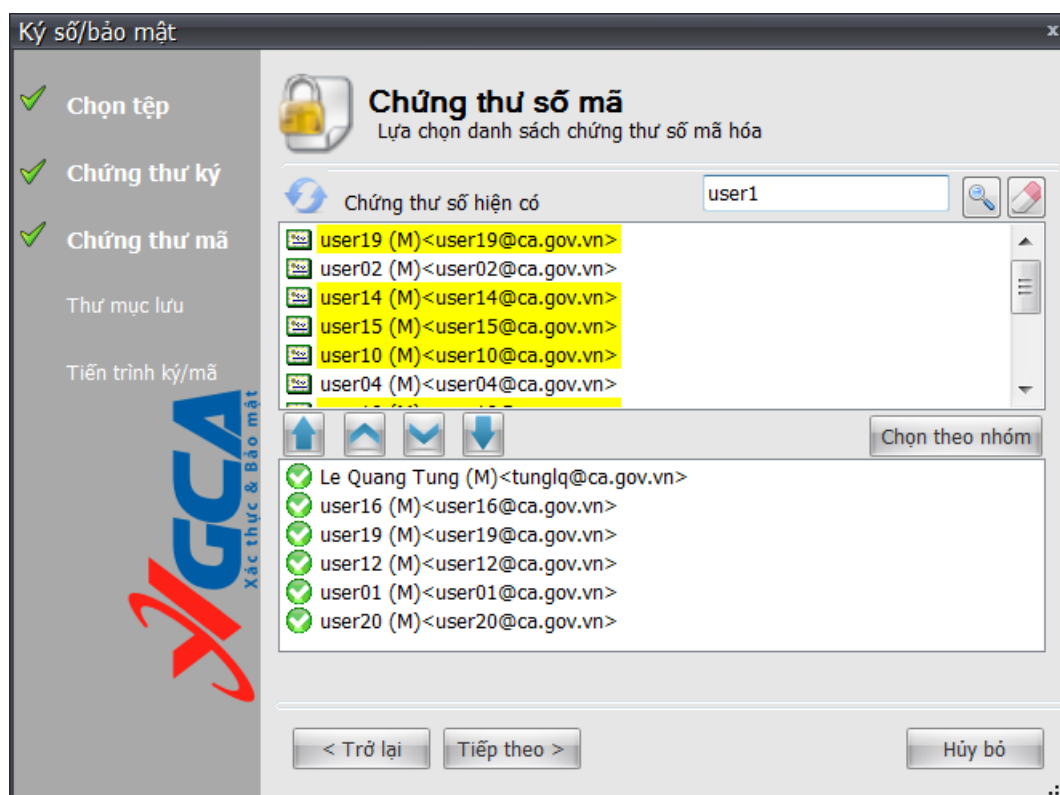 Ký số/bảo mật
x
Chọn tệp
Chứng thư ký
Chứng thư mã
Thư mục lưu
Tiến trình ký/mã
VGCA
Xác thực & Bảo mật
Chứng thư số mã
Lựa chọn danh sách chứng thư số mã hóa
Chứng thư số hiện có
user1
user19 (M)<user19@ca.gov.vn>
user02 (M)<user02@ca.gov.vn>
user14 (M)<user14@ca.gov.vn>
user15 (M)<user15@ca.gov.vn>
user10 (M)<user10@ca.gov.vn>
user04 (M)<user04@ca.gov.vn>
Chọn theo nhóm
Le Quang Tung (M)<tunglq@ca.gov.vn>
user16 (M)<user16@ca.gov.vn>
user19 (M)<user19@ca.gov.vn>
user12 (M)<user12@ca.gov.vn>
user01 (M)<user01@ca.gov.vn>
user20 (M)<user20@ca.gov.vn>
< Trở lại
Tiếp theo >
Hủy bỏ